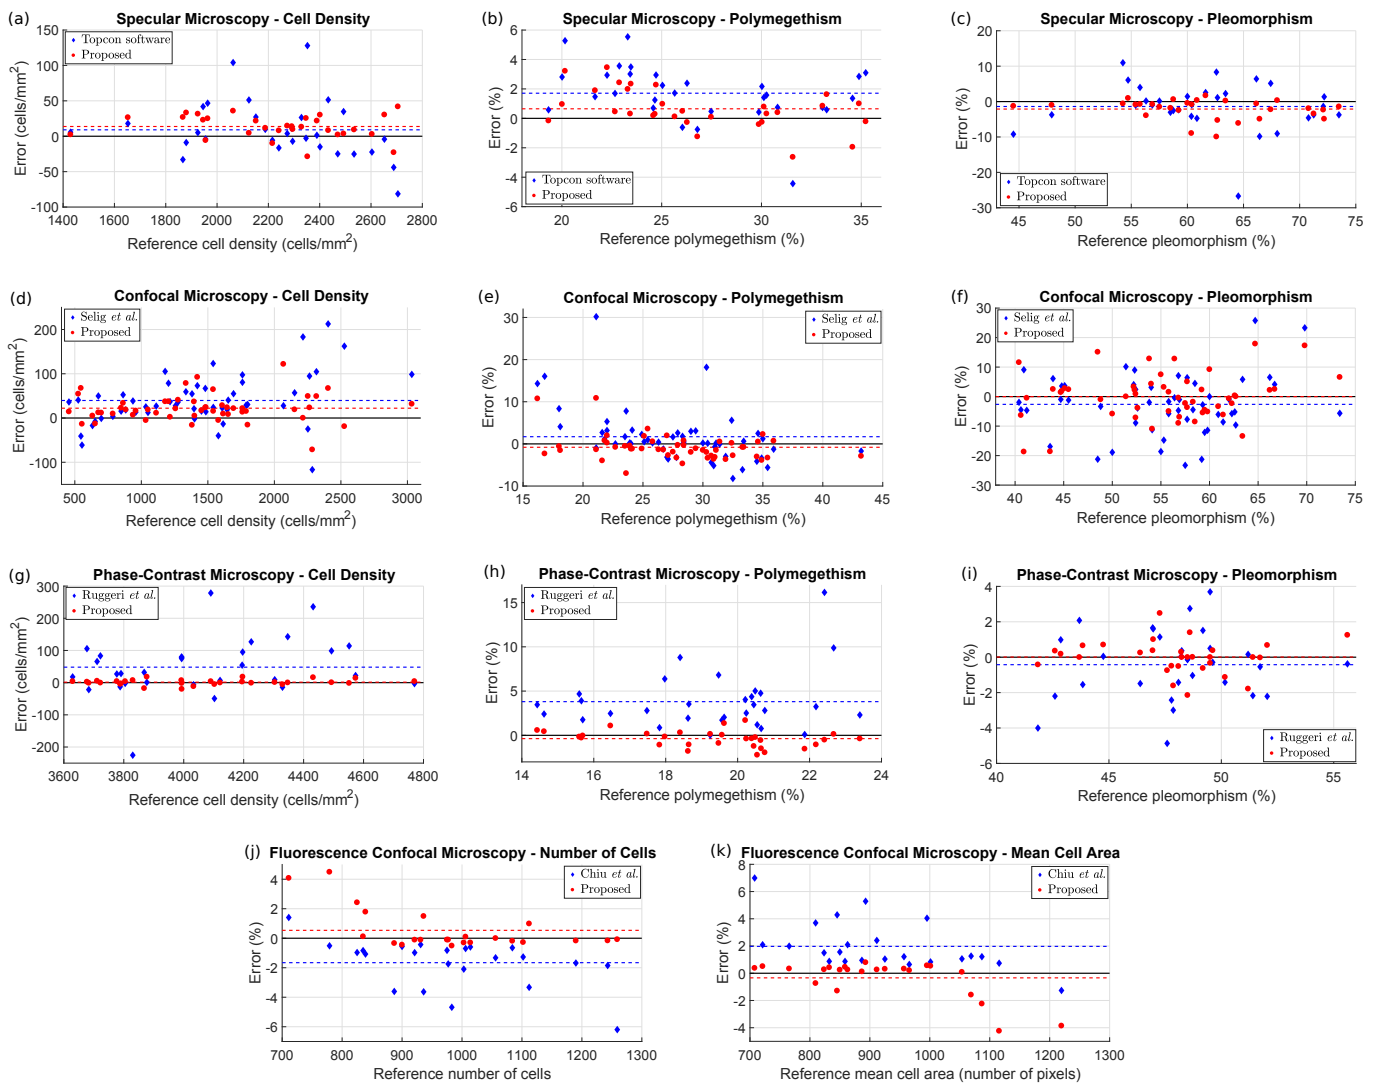 (a)
Specular Microscopy - Cell Density
Error (cells/mm²)
150
100
50
0
-50
-100
Topcon software
Proposed
1400 1600 1800 2000 2200 2400 2600 2800
Reference cell density (cells/mm²)
(b)
Specular Microscopy - Polymegethism
Error (%)
6
4
2
0
-2
-4
-6
Topcon software
Proposed
20 25 30 35
Reference polymegethism (%)
(c)
Specular Microscopy - Pleomorphism
Error (%)
20
10
0
-10
-20
-30
Topcon software
Proposed
45 50 55 60 65 70 75
Reference pleomorphism (%)
(d)
Confocal Microscopy - Cell Density
Error (cells/mm²)
200
100
0
-100
Selig et al.
Proposed
500 1000 1500 2000 2500 3000
Reference cell density (cells/mm²)
(e)
Confocal Microscopy - Polymegethism
Error (%)
30
20
10
0
-10
Selig et al.
Proposed
15 20 25 30 35 40 45
Reference polymegethism (%)
(f)
Confocal Microscopy - Pleomorphism
Error (%)
30
20
10
0
-10
-20
-30
Selig et al.
Proposed
40 45 50 55 60 65 70 75
Reference pleomorphism (%)
(g)
Phase-Contrast Microscopy - Cell Density
Error (cells/mm²)
300
200
100
0
-100
-200
Ruggeri et al.
Proposed
3600 3800 4000 4200 4400 4600 4800
Reference cell density (cells/mm²)
(h)
Phase-Contrast Microscopy - Polymegethism
Error (%)
15
10
5
0
Ruggeri et al.
Proposed
14 16 18 20 22 24
Reference polymegethism (%)
(i)
Phase-Contrast Microscopy - Pleomorphism
Error (%)
4
2
0
-2
-4
-6
Ruggeri et al.
Proposed
40 45 50 55
Reference pleomorphism (%)
(j)
Fluorescence Confocal Microscopy - Number of Cells
Error (%)
4
2
0
-2
-4
-6
Chiu et al.
Proposed
700 800 900 1000 1100 1200 1300
Reference number of cells
(k)
Fluorescence Confocal Microscopy - Mean Cell Area
Error (%)
8
6
4
2
0
-2
-4
Chiu et al.
Proposed
700 800 900 1000 1100 1200 1300
Reference mean cell area (number of pixels)